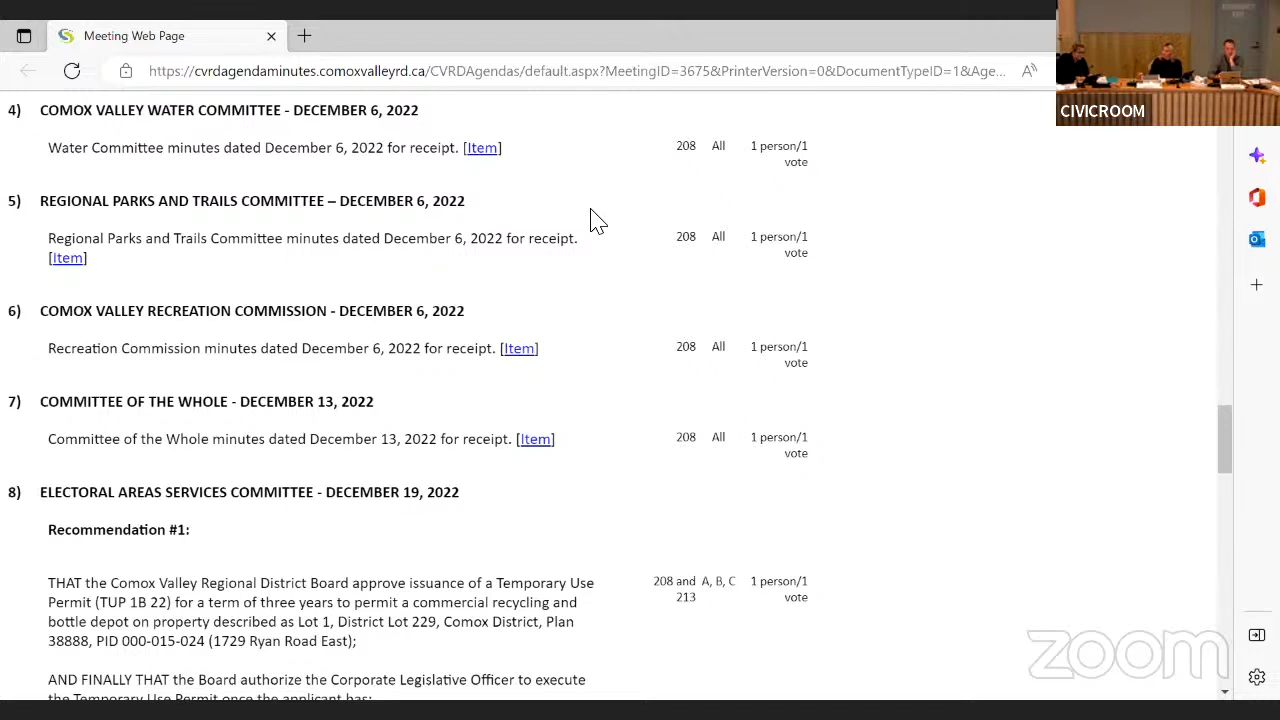 Meeting Web Page
https://cvrdagendaminutes.comoxvalleyrd.ca/CVRDAgendas/default.aspx?MeetingID=3675&PrinterVersion=0&DocumentTypeID=1&Age...
CIVICROOM
4) COMOX VALLEY WATER COMMITTEE - DECEMBER 6, 2022
Water Committee minutes dated December 6, 2022 for receipt. [Item] 208 All 1 person/1
vote
5) REGIONAL PARKS AND TRAILS COMMITTEE – DECEMBER 6, 2022
Regional Parks and Trails Committee minutes dated December 6, 2022 for receipt. 208 All 1 person/1
[Item] vote
6) COMOX VALLEY RECREATION COMMISSION - DECEMBER 6, 2022
Recreation Commission minutes dated December 6, 2022 for receipt. [Item] 208 All 1 person/1
vote
7) COMMITTEE OF THE WHOLE - DECEMBER 13, 2022
Committee of the Whole minutes dated December 13, 2022 for receipt. [Item] 208 All 1 person/1
vote
8) ELECTORAL AREAS SERVICES COMMITTEE - DECEMBER 19, 2022
Recommendation #1:
THAT the Comox Valley Regional District Board approve issuance of a Temporary Use 208 and A, B, C 1 person/1
Permit (TUP 1B 22) for a term of three years to permit a commercial recycling and 213 vote
bottle depot on property described as Lot 1, District Lot 229, Comox District, Plan
38888, PID 000-015-024 (1729 Ryan Road East);
AND FINALLY THAT the Board authorize the Corporate Legislative Officer to execute
the Temporary Use Permit once the applicant has:
zoom